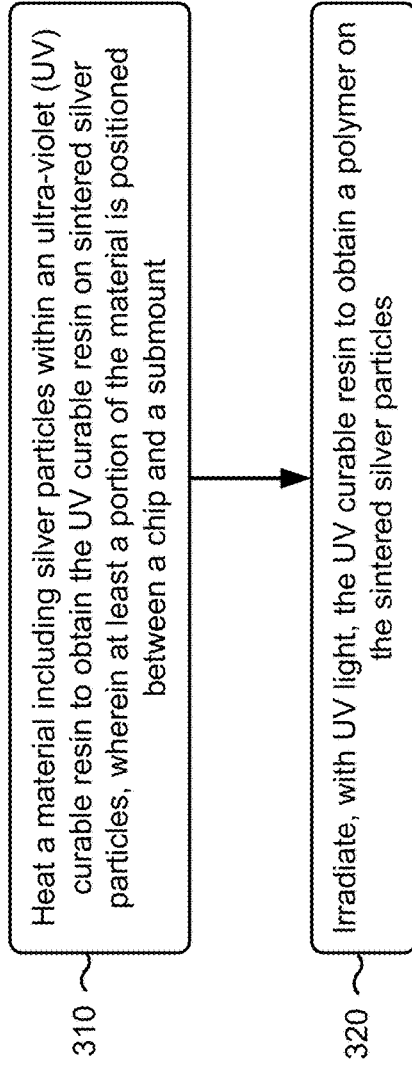 310
Heat a material including silver particles within an ultra-violet (UV)
curable resin to obtain the UV curable resin on sintered silver
particles, wherein at least a portion of the material is positioned
between a chip and a submount
320
Irradiate, with UV light, the UV curable resin to obtain a polymer on
the sintered silver particles